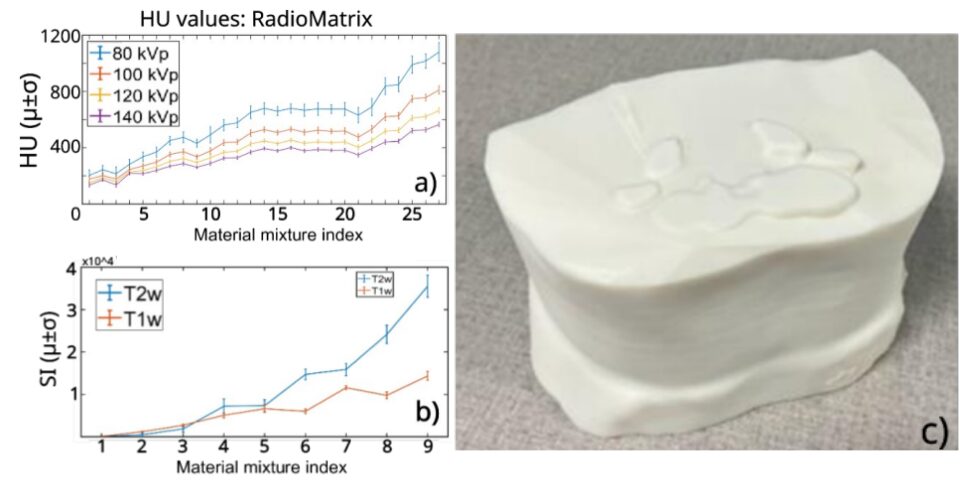 HU values: RadioMatrix
1200
800
400
HU (μ±σ)
80 kVp
100 kVp
120 kVp
140 kVp
a)
0 5 10 15 20 25
Material mixture index
x10^4
4
3
2
1
SI (μ±σ)
T2w
T1w
T2w
T1w
b)
1 2 3 4 5 6 7 8 9
Material mixture index
c)